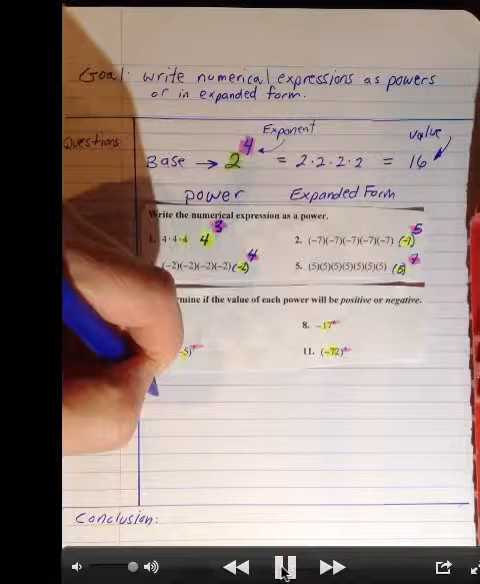 Goal: write numerical expressions as powers
or in expanded form.
Questions
Exponent
value
Base → 2^4 = 2·2·2·2 = 16
power Expanded Form
Write the numerical expression as a power.
4·4·4 4^3 2. (−7)(−7)(−7)(−7)(−7) (-7)^5
(−2)(−2)(−2)(−2) (-2)^4 5. (5)(5)(5)(5)(5)(5)(5) (5)^7
mine if the value of each power will be positive or negative.
8. −17
11. (−72)
Conclusion: